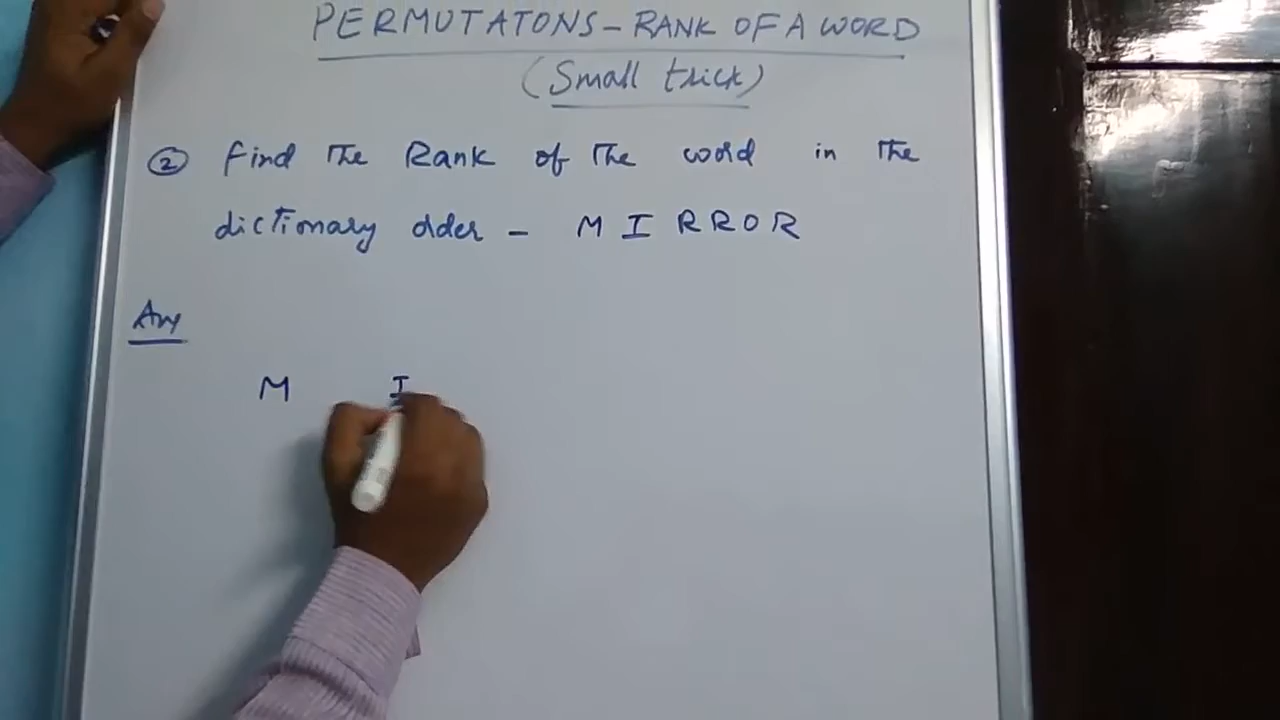 PERMUTATONS - RANK OF A WORD
(Small trick)
② Find The Rank of The word in The
dictionary order - M I R R O R
Ans
M I